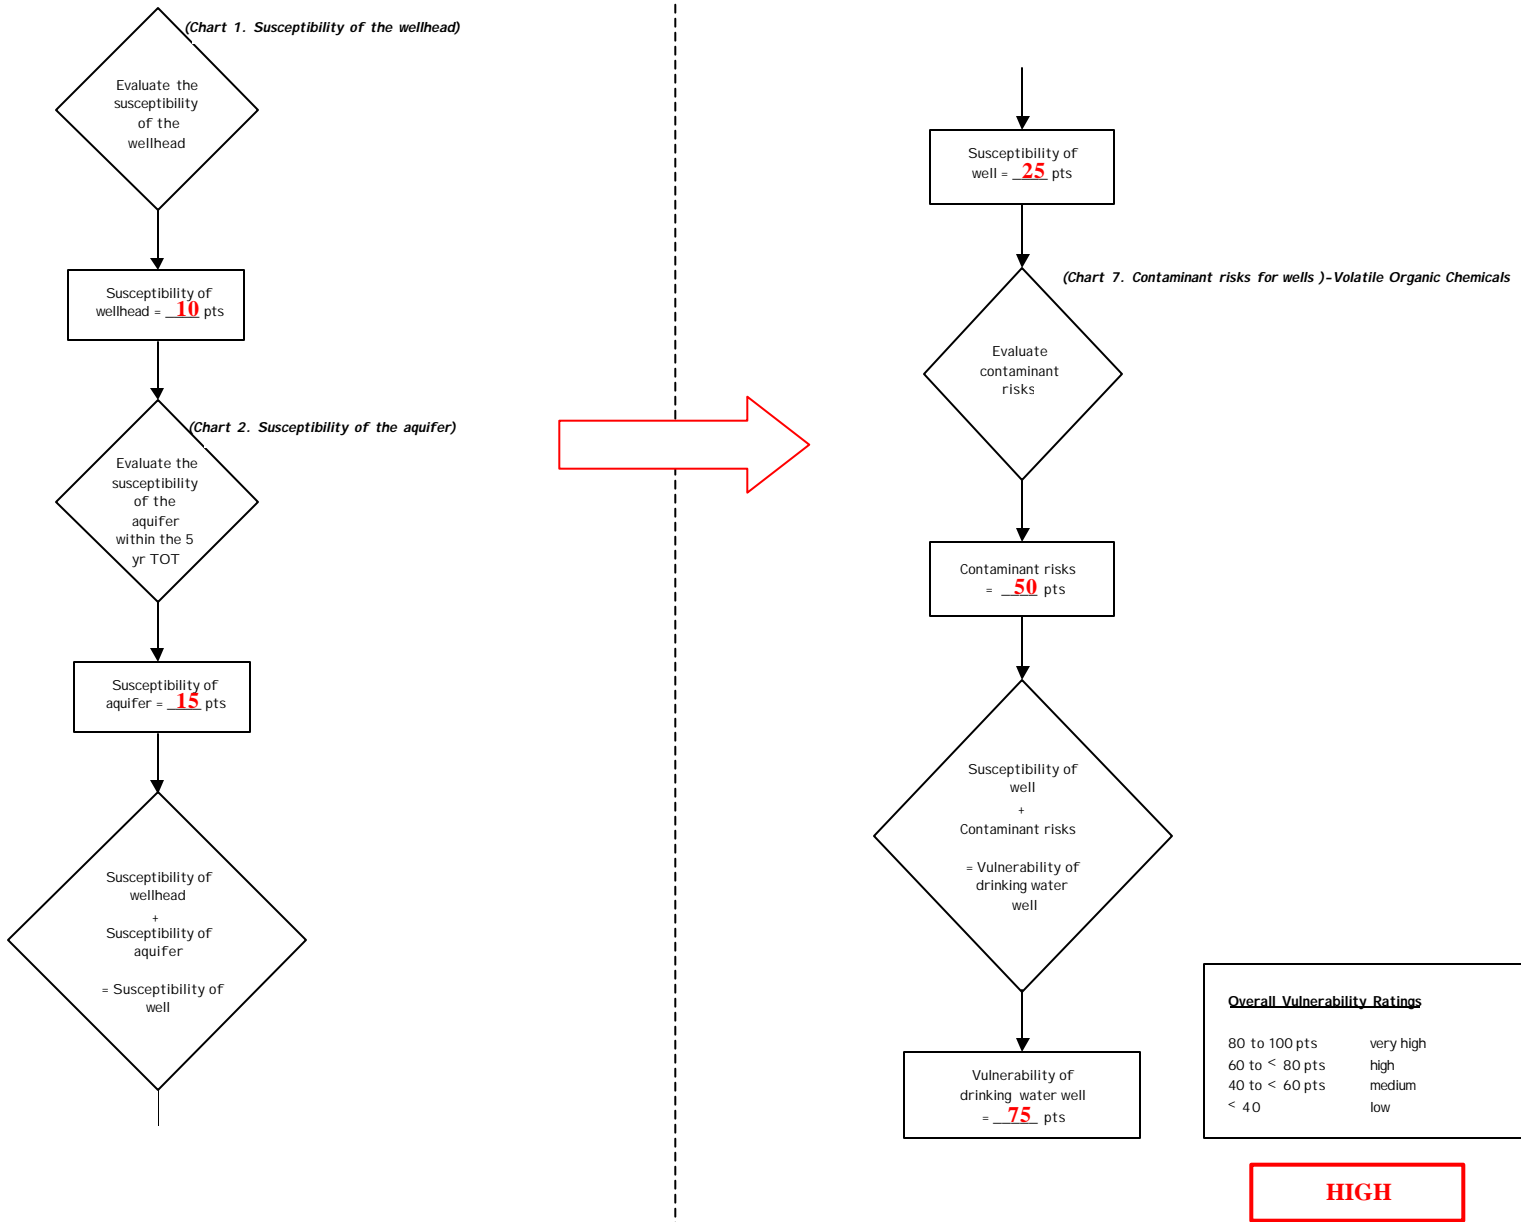 (Chart 1. Susceptibility of the wellhead)
Evaluate the
susceptibility
of the
wellhead
Susceptibility of
wellhead = 10 pts
(Chart 2. Susceptibility of the aquifer)
Evaluate the
susceptibility
of the
aquifer
within the 5
yr TOT
Susceptibility of
aquifer = 15 pts
Susceptibility of
wellhead
+
Susceptibility of
aquifer
= Susceptibility of
well
Susceptibility of
well = 25 pts
(Chart 7. Contaminant risks for wells )–Volatile Organic Chemicals
Evaluate
contaminant
risks
Contaminant risks
= 50 pts
Susceptibility of
well
+
Contaminant risks
= Vulnerability of
drinking water
well
Vulnerability of
drinking water well
= 75 pts
Overall Vulnerability Ratings
80 to 100 pts very high
60 to < 80 pts high
40 to < 60 pts medium
< 40 low
HIGH